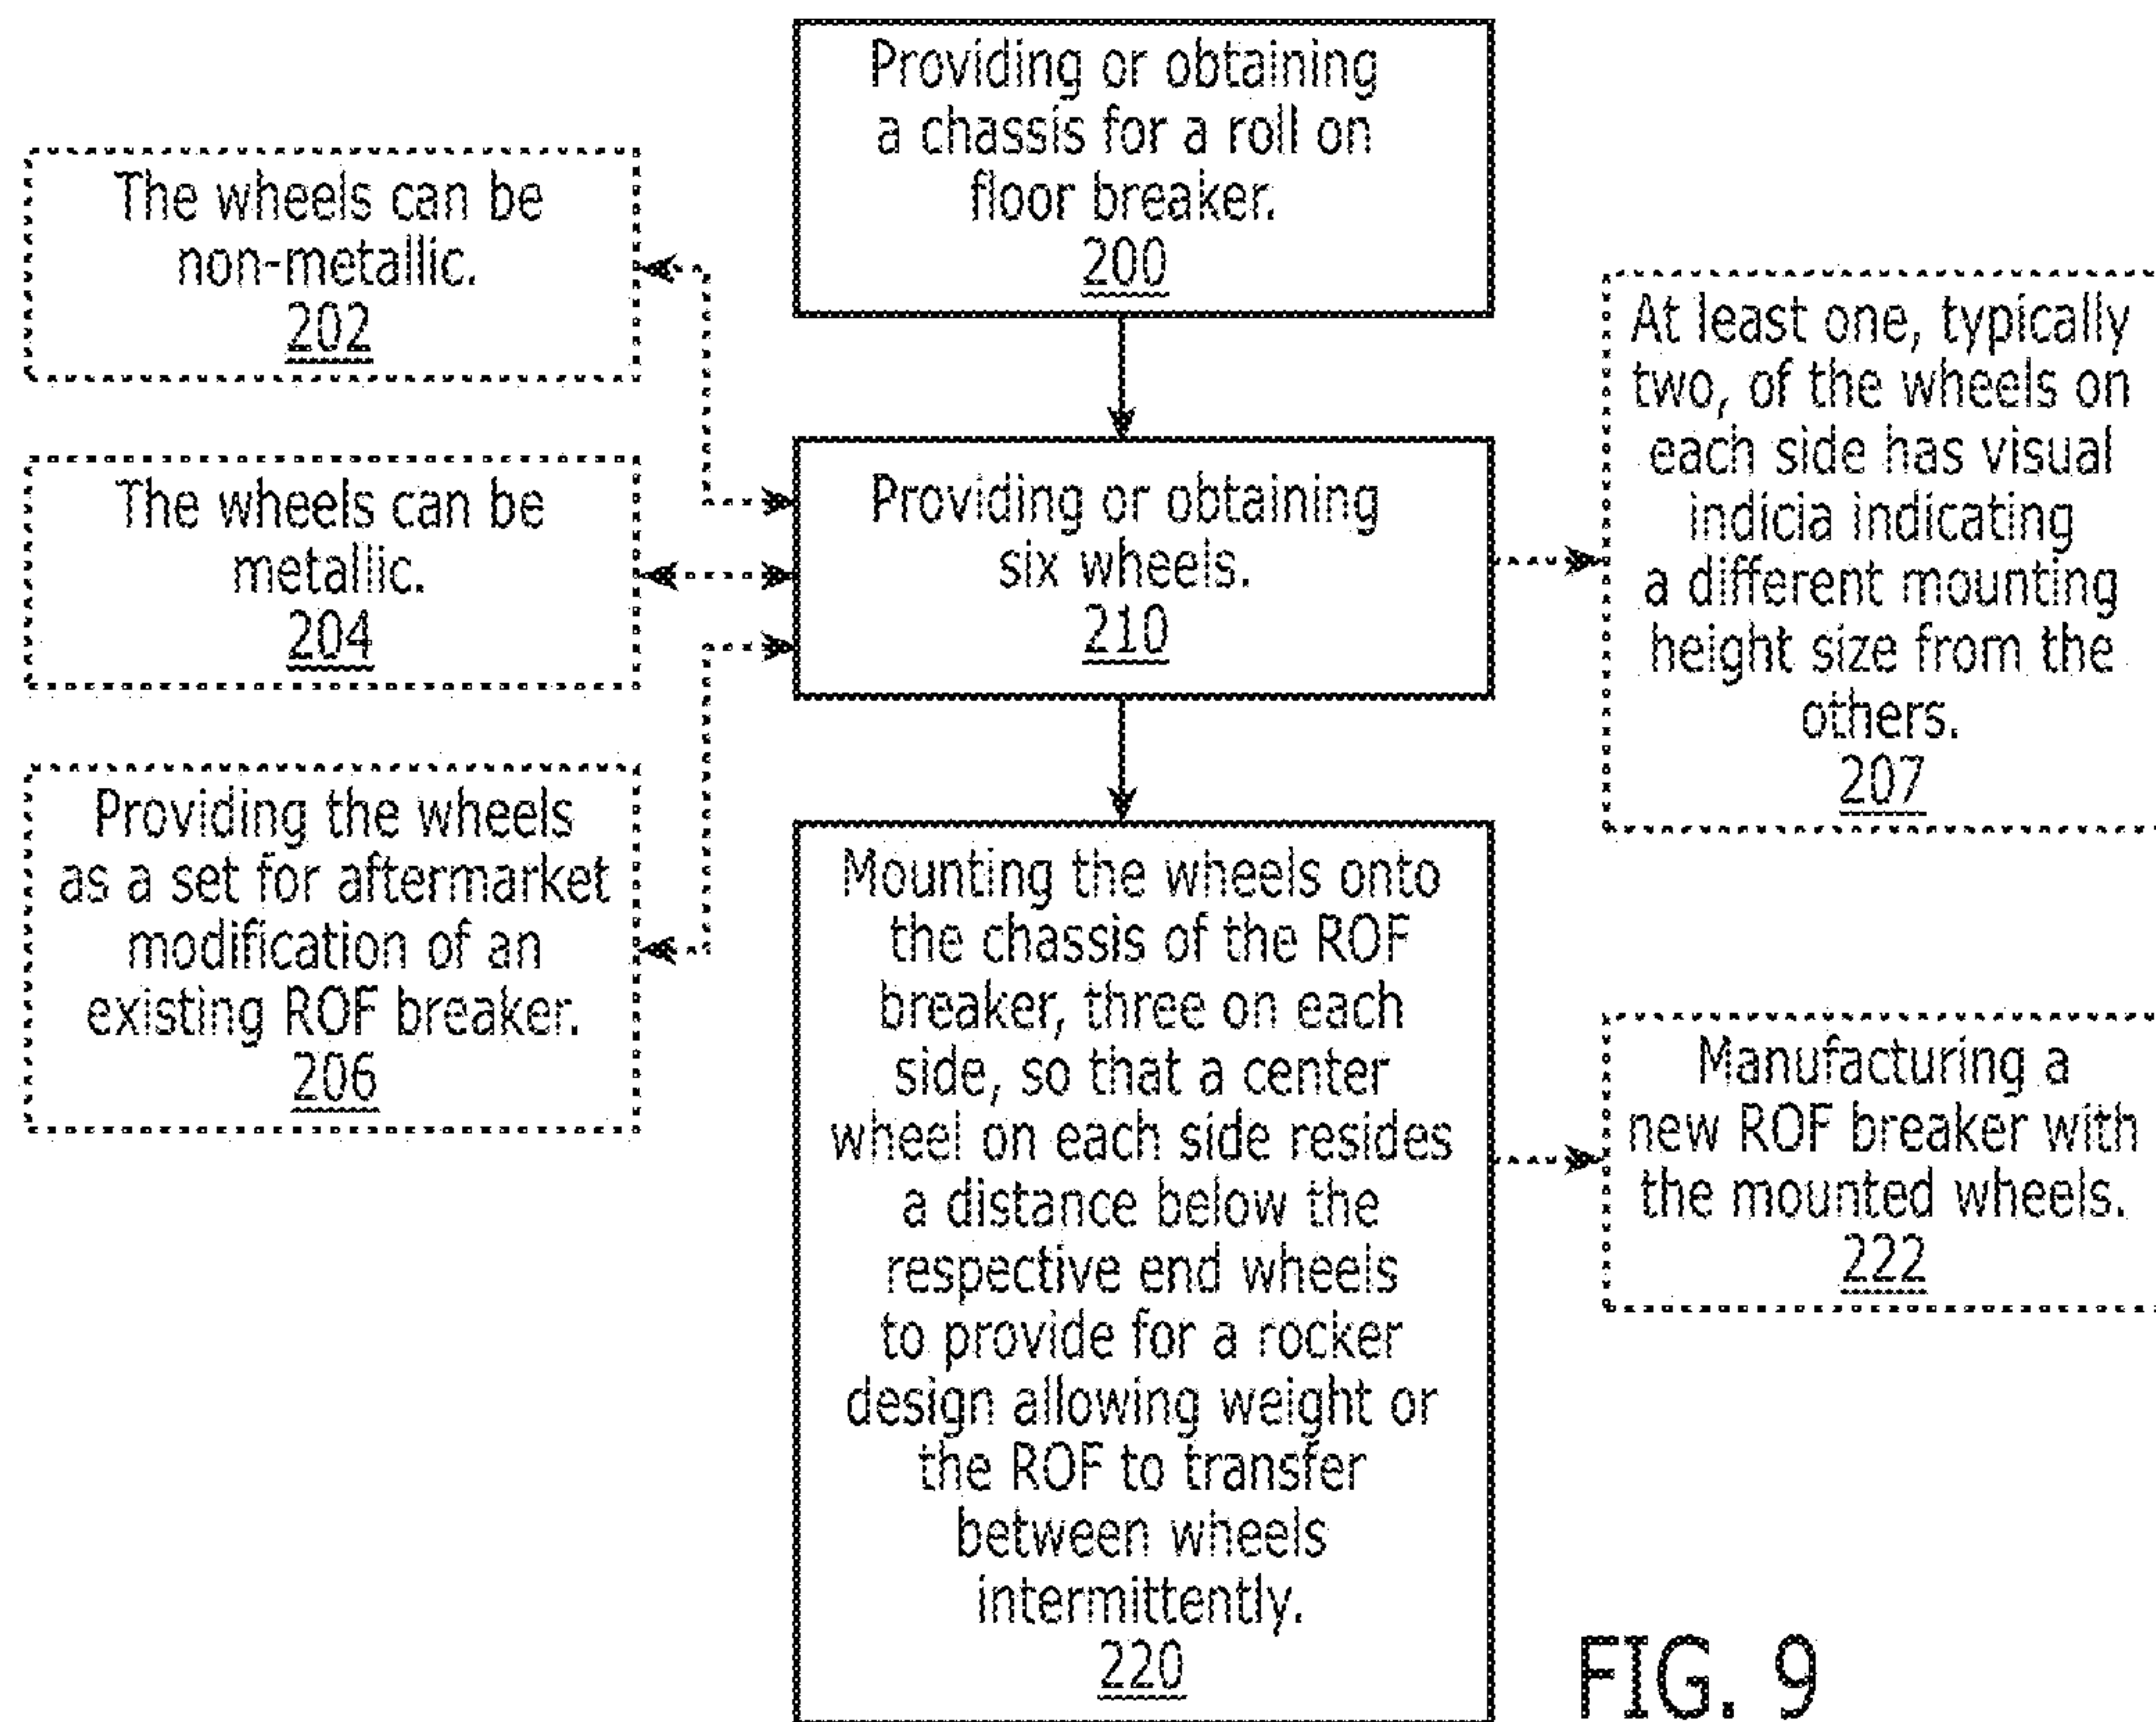 Providing or obtaining
a chassis for a roll on
floor breaker.
200
The wheels can be
non-metallic.
202
The wheels can be
metallic.
204
Providing the wheels
as a set for aftermarket
modification of an
existing ROF breaker.
206
Providing or obtaining
six wheels.
210
At least one, typically
two, of the wheels on
each side has visual
indicia indicating
a different mounting
height size from the
others.
207
Mounting the wheels onto
the chassis of the ROF
breaker, three on each
side, so that a center
wheel on each side resides
a distance below the
respective end wheels
to provide for a rocker
design allowing weight or
the ROF to transfer
between wheels
intermittently.
220
Manufacturing a
new ROF breaker with
the mounted wheels.
222
FIG. 9